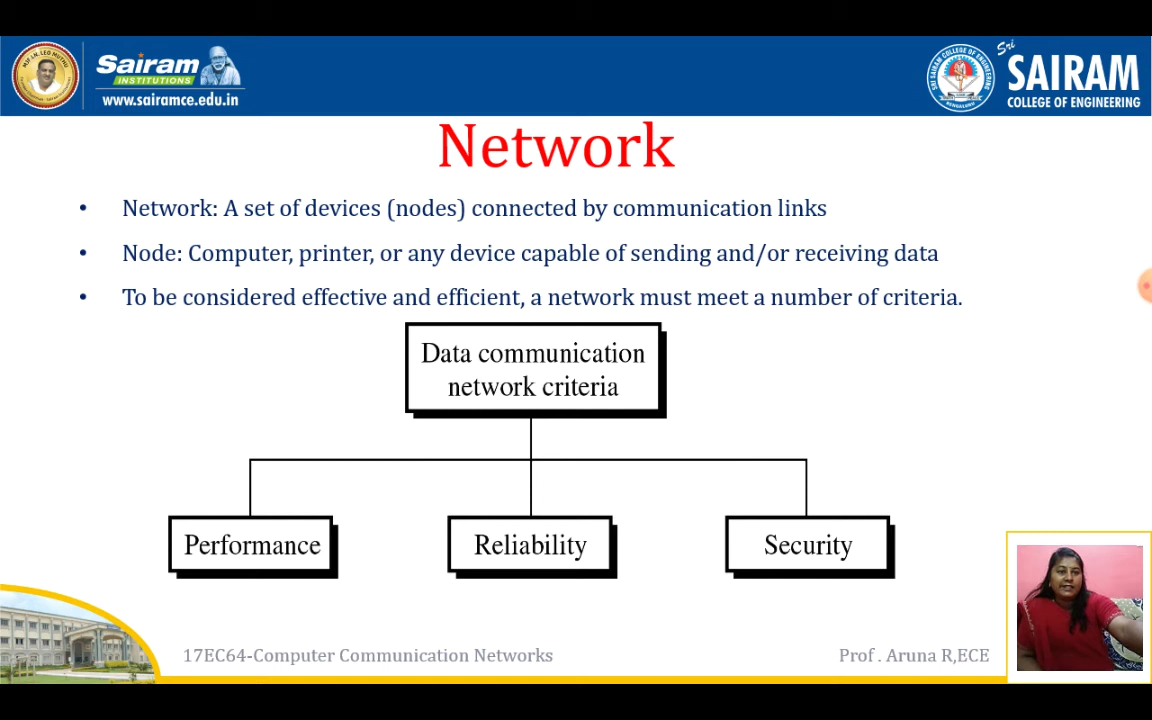 Sairam
INSTITUTIONS
www.sairamce.edu.in
Sri
SAIRAM
COLLEGE OF ENGINEERING
Network
• Network: A set of devices (nodes) connected by communication links
• Node: Computer, printer, or any device capable of sending and/or receiving data
• To be considered effective and efficient, a network must meet a number of criteria.
Data communication
network criteria
Performance
Reliability
Security
17EC64-Computer Communication Networks
Prof . Aruna R,ECE